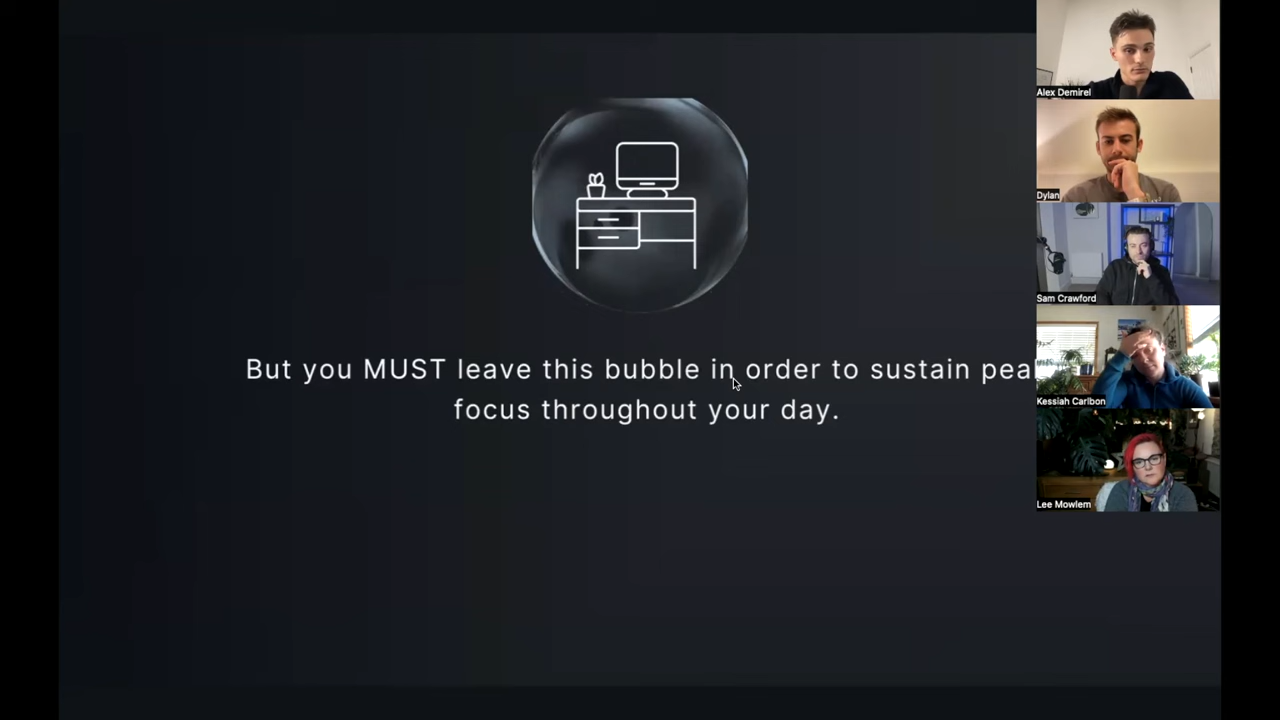 But you MUST leave this bubble in order to sustain
focus throughout your day.
Alex Demirel
Dylan
Sam Crawford
Kessiah Carlbon
Lee Mowlem